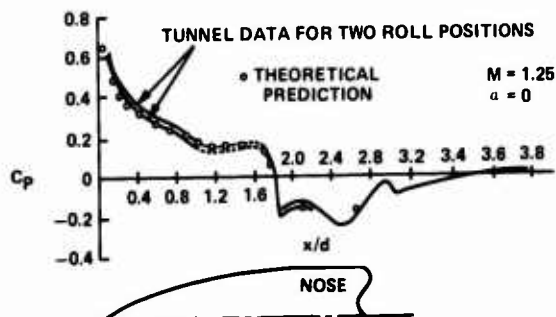 0.8
TUNNEL DATA FOR TWO ROLL POSITIONS
0.6
THEORETICAL PREDICTION
M = 1.25
α = 0
0.4
0.2
CP
0
0.4 0.8 1.2 1.6 2.0 2.4 2.8 3.2 3.6 3.8
-0.2
x/d
-0.4
NOSE